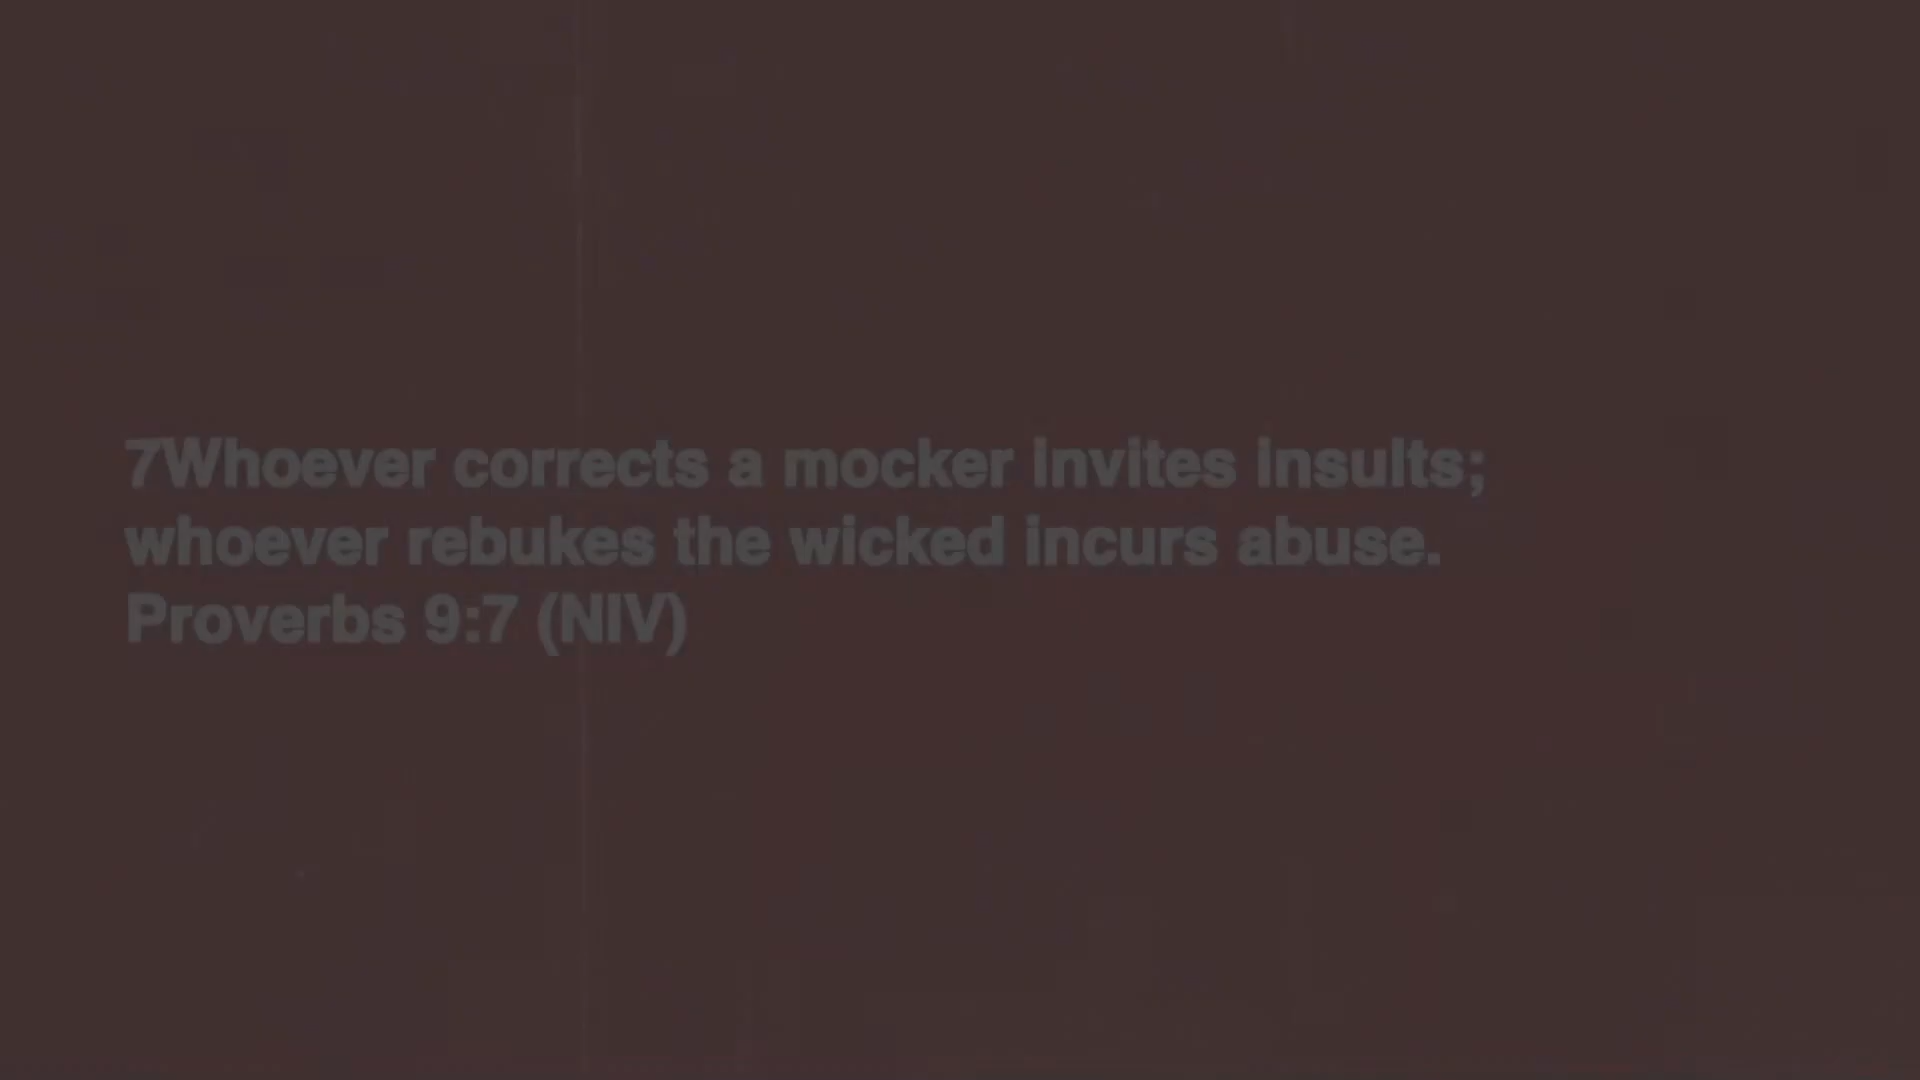 7Whoever corrects a mocker invites insults;
whoever rebukes the wicked incurs abuse.
Proverbs 9:7 (NIV)